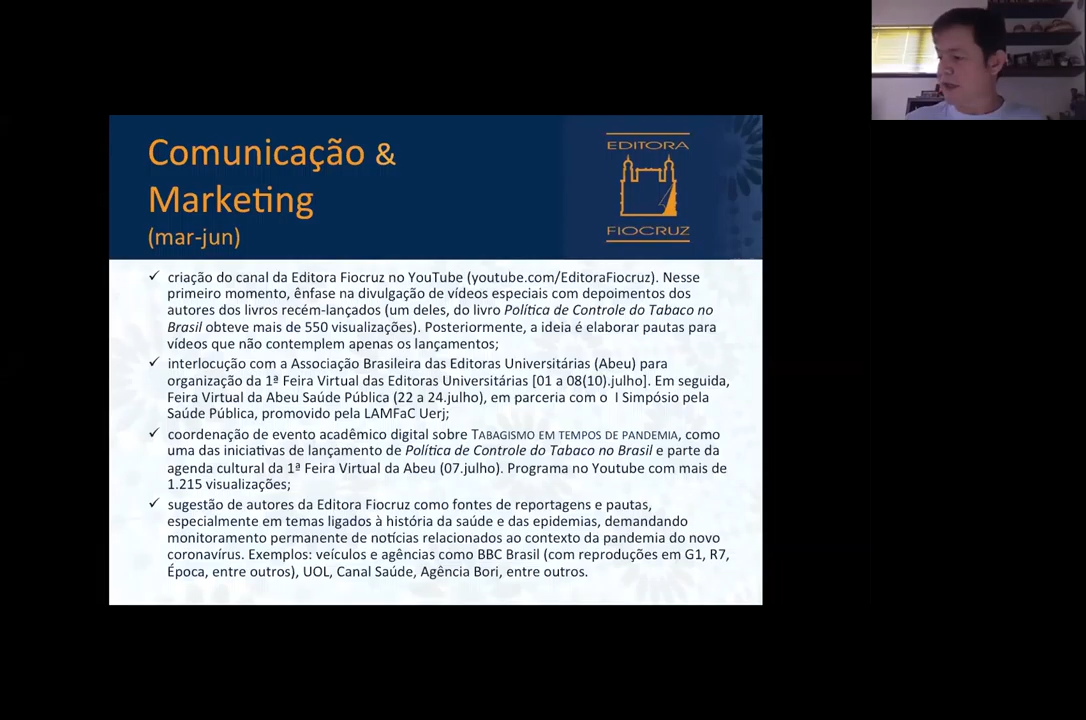 Comunicação &
Marketing
(mar-jun)
EDITORA
FIOCRUZ
✓ criação do canal da Editora Fiocruz no YouTube (youtube.com/EditoraFiocruz). Nesse
primeiro momento, ênfase na divulgação de vídeos especiais com depoimentos dos
autores dos livros recém-lançados (um deles, do livro Política de Controle do Tabaco no
Brasil obteve mais de 550 visualizações). Posteriormente, a ideia é elaborar pautas para
vídeos que não contemplem apenas os lançamentos;
✓ interlocução com a Associação Brasileira das Editoras Universitárias (Abeu) para
organização da 1ª Feira Virtual das Editoras Universitárias [01 a 08(10).julho]. Em seguida,
Feira Virtual da Abeu Saúde Pública (22 a 24.julho), em parceria com o I Simpósio pela
Saúde Pública, promovido pela LAMFaC Uerj;
✓ coordenação de evento acadêmico digital sobre TABAGISMO EM TEMPOS DE PANDEMIA, como
uma das iniciativas de lançamento de Política de Controle do Tabaco no Brasil e parte da
agenda cultural da 1ª Feira Virtual da Abeu (07.julho). Programa no Youtube com mais de
1.215 visualizações;
✓ sugestão de autores da Editora Fiocruz como fontes de reportagens e pautas,
especialmente em temas ligados à história da saúde e das epidemias, demandando
monitoramento permanente de notícias relacionados ao contexto da pandemia do novo
coronavírus. Exemplos: veículos e agências como BBC Brasil (com reproduções em G1, R7,
Época, entre outros), UOL, Canal Saúde, Agência Bori, entre outros.